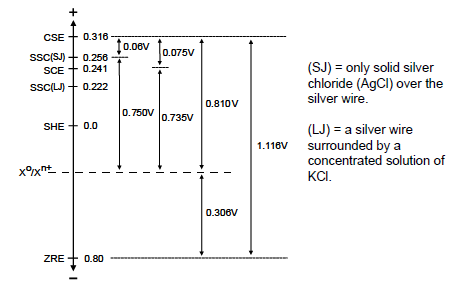 +
CSE 0.316
0.06V
SSC(SJ) 0.256
0.075V
SCE 0.241
SSC(LJ) 0.222
0.750V
0.735V
0.810V
SHE 0.0
1.116V
Xº/Xⁿ⁺
0.306V
ZRE 0.80
−
(SJ) = only solid silver
chloride (AgCl) over the
silver wire.
(LJ) = a silver wire
surrounded by a
concentrated solution of
KCl.